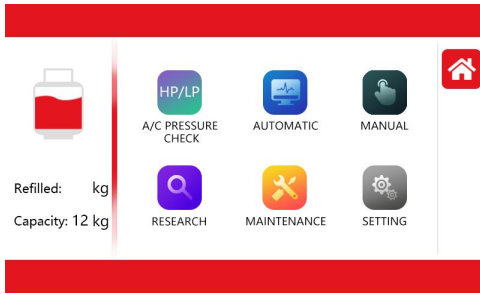 HP/LP
A/C PRESSURE
CHECK
AUTOMATIC
MANUAL
RESEARCH
MAINTENANCE
SETTING
Refilled: kg
Capacity: 12 kg